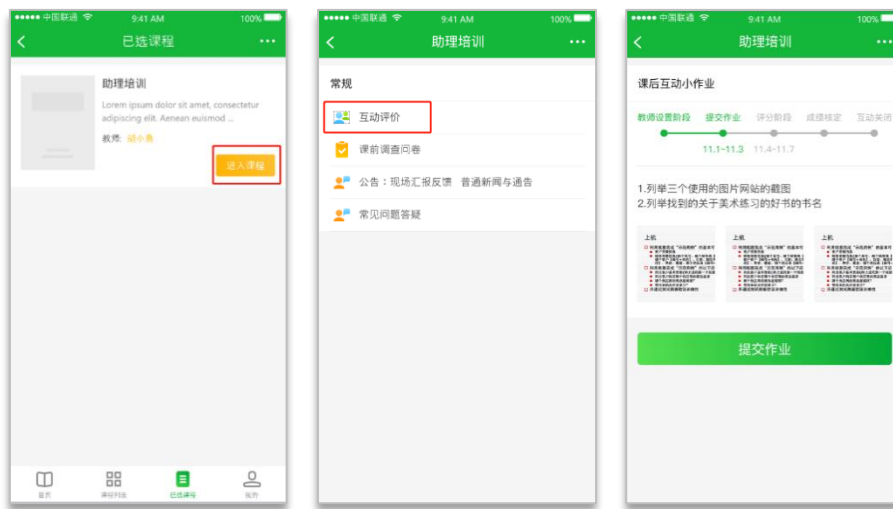 中国联通 9:41 AM 100%
已选课程
助理培训
Lorem ipsum dolor sit amet, consectetur
adipiscing elit. Aenean euismod ...
教师: 胡小勇
进入课程
首页 课程列表 已选课程 我的
中国联通 9:41 AM 100%
助理培训
常规
互动评价
课前调查问卷
公告：现场汇报反馈 普通新闻与通告
常见问题答疑
中国联通 9:41 AM 100%
助理培训
课后互动小作业
教师设置阶段 提交作业 评分阶段 成绩核定 互动关闭
11.1~11.3 11.4~11.7
1.列举三个使用的图片网站的截图
2.列举找到的关于美术练习的好书的书名
上机 上机 上机
提交作业